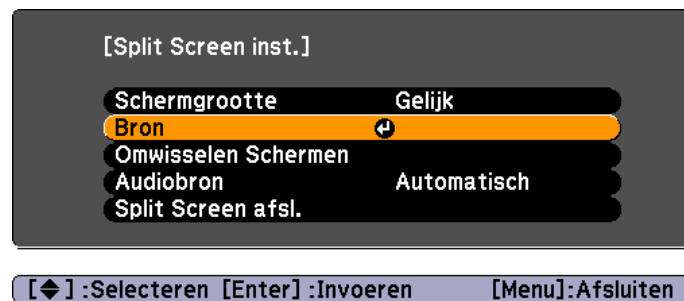 [Split Screen inst.]
Schermgrootte Gelijk
Bron
Omwisselen Schermen
Audiobron Automatisch
Split Screen afsl.
[◆] :Selecteren [Enter] :Invoeren [Menu]:Afsluiten